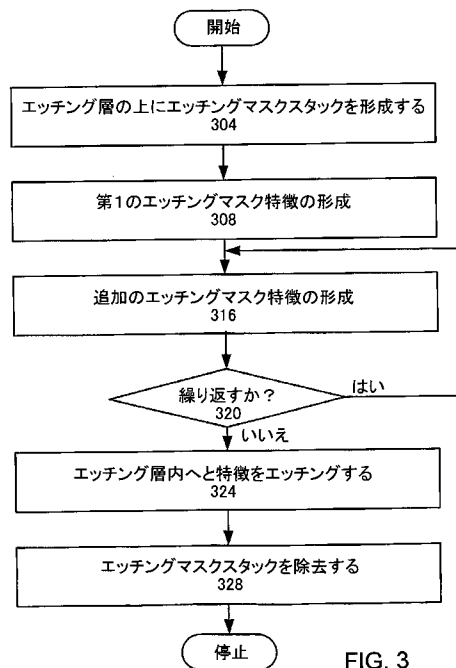 開始
エッチング層の上にエッチングマスクスタックを形成する
304
第1のエッチングマスク特徴の形成
308
追加のエッチングマスク特徴の形成
316
繰り返すか？
320
はい
いいえ
エッチング層内へと特徴をエッチングする
324
エッチングマスクスタックを除去する
328
停止
FIG. 3